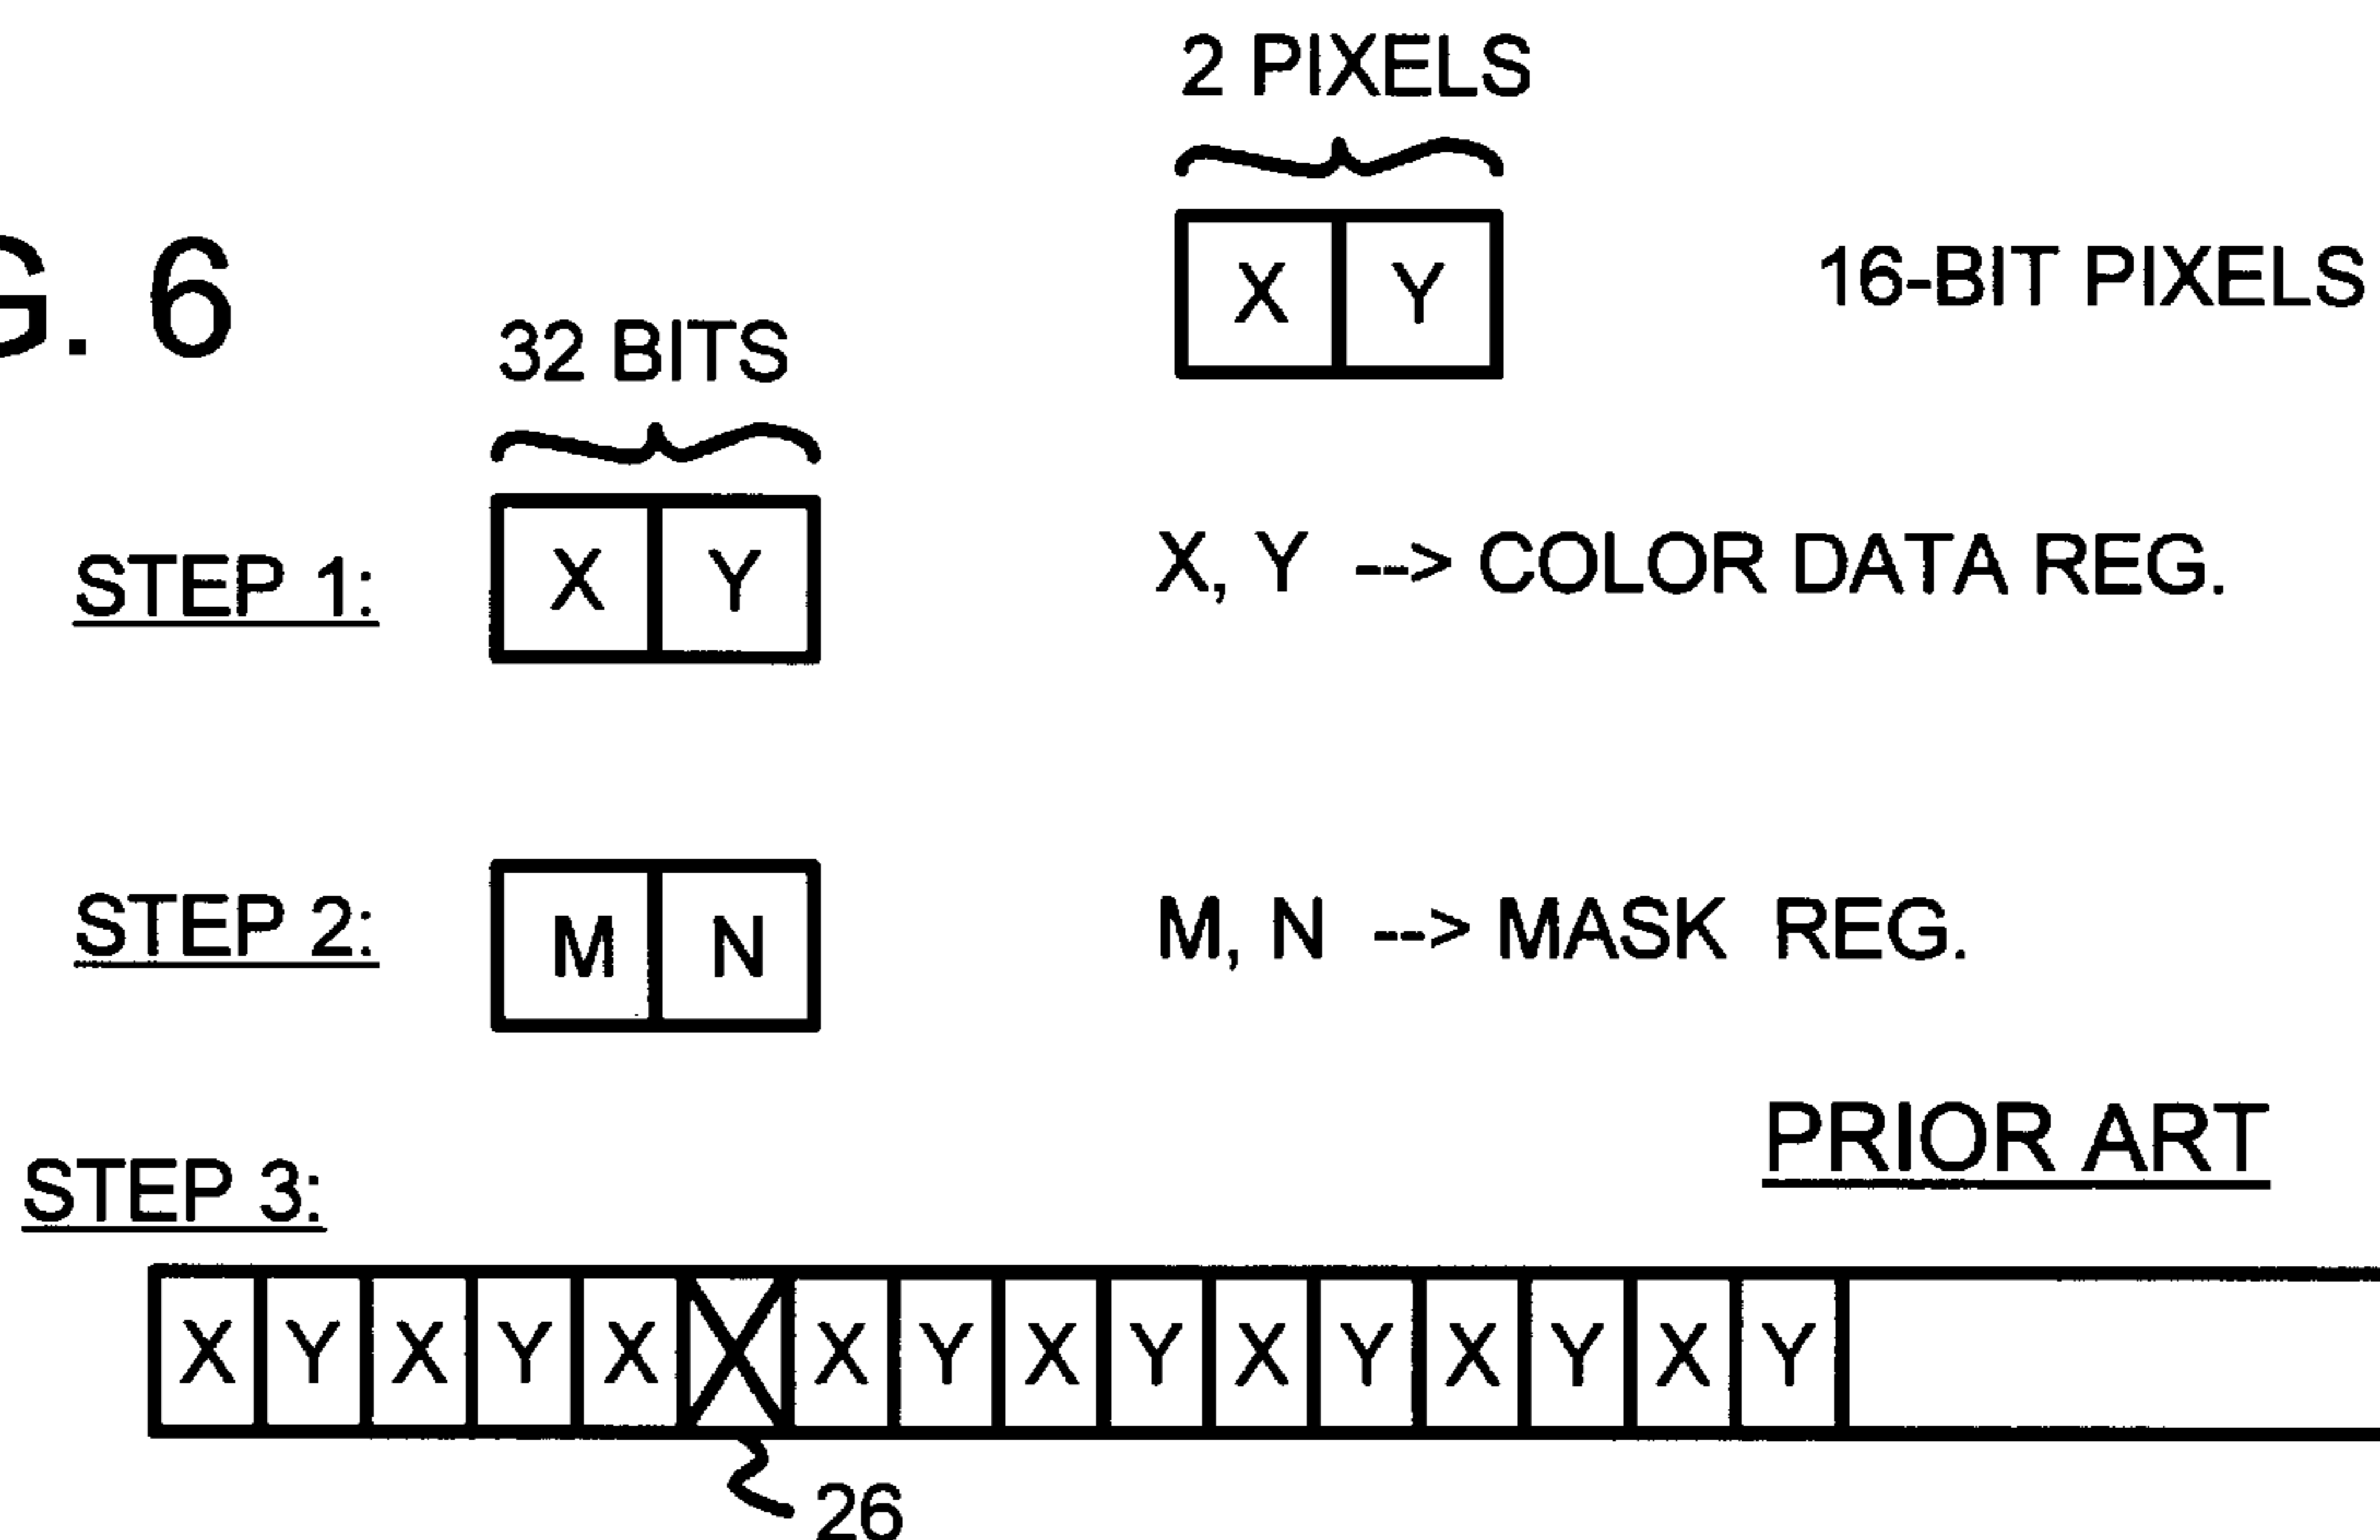 2 PIXELS
G. 6
X Y
16-BIT PIXELS
32 BITS
STEP 1:
X Y
X, Y --> COLOR DATA REG.
STEP 2:
M N
M, N --> MASK REG.
PRIOR ART
STEP 3:
X Y X Y X X Y X Y X Y X Y X Y
26